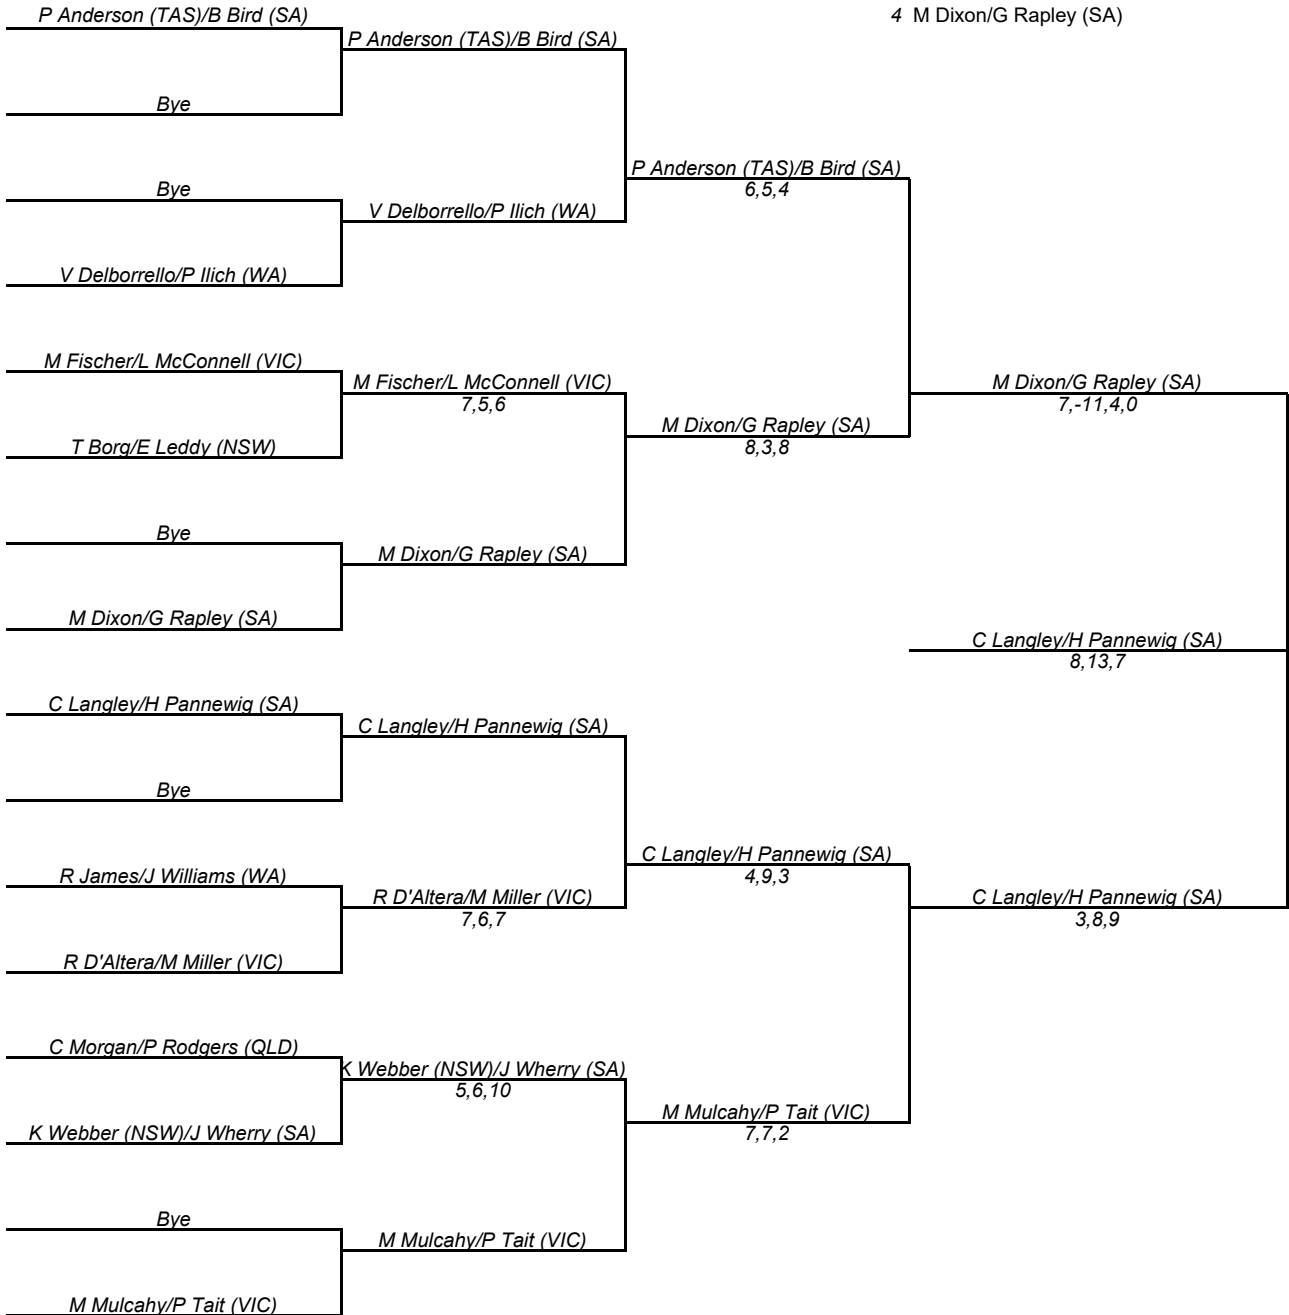 P Anderson (TAS)/B Bird (SA)
4 M Dixon/G Rapley (SA)
P Anderson (TAS)/B Bird (SA)
Bye
P Anderson (TAS)/B Bird (SA)
6,5,4
Bye
V Delborrello/P Ilich (WA)
V Delborrello/P Ilich (WA)
M Fischer/L McConnell (VIC)
M Fischer/L McConnell (VIC)
7,5,6
M Dixon/G Rapley (SA)
7,-11,4,0
M Dixon/G Rapley (SA)
8,3,8
T Borg/E Leddy (NSW)
Bye
M Dixon/G Rapley (SA)
M Dixon/G Rapley (SA)
C Langley/H Pannewig (SA)
8,13,7
C Langley/H Pannewig (SA)
C Langley/H Pannewig (SA)
Bye
C Langley/H Pannewig (SA)
4,9,3
R James/J Williams (WA)
R D'Altera/M Miller (VIC)
7,6,7
C Langley/H Pannewig (SA)
3,8,9
R D'Altera/M Miller (VIC)
C Morgan/P Rodgers (QLD)
K Webber (NSW)/J Wherry (SA)
5,6,10
M Mulcahy/P Tait (VIC)
7,7,2
K Webber (NSW)/J Wherry (SA)
Bye
M Mulcahy/P Tait (VIC)
M Mulcahy/P Tait (VIC)